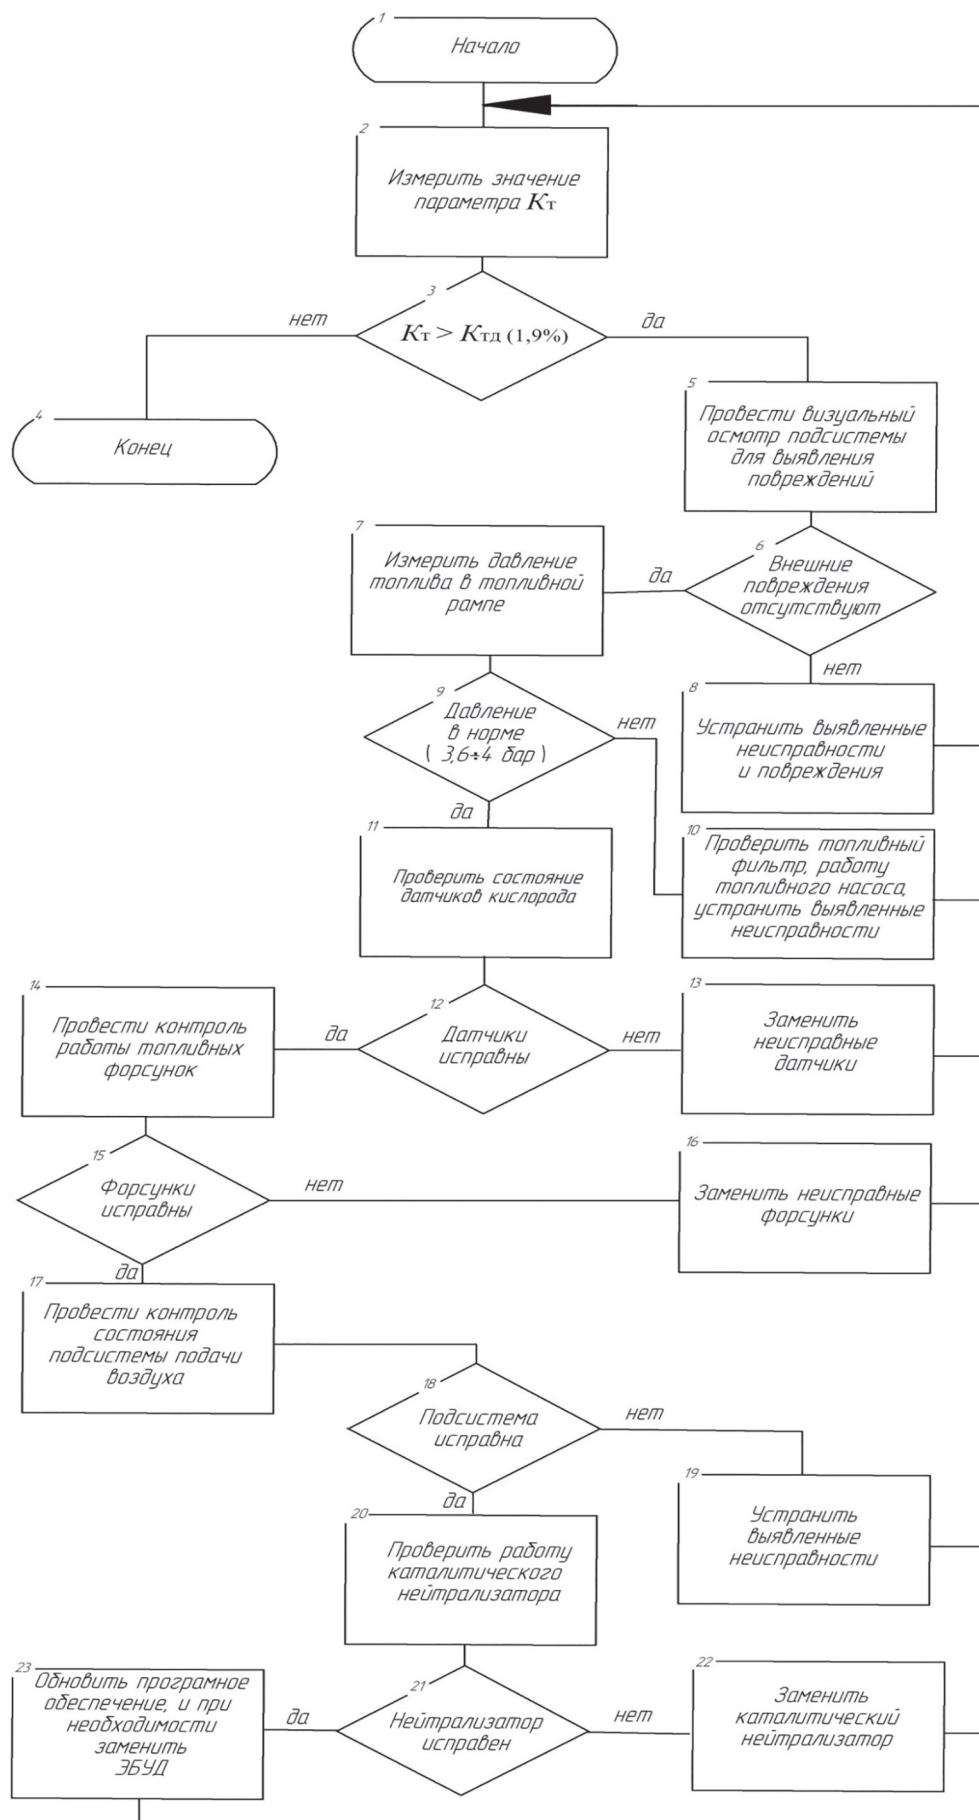 1
Начало
2
Измерить значение
параметра Kт
3
нет
Kт > Kтд (1,9%)
да
4
Конец
5
Провести визуальный
осмотр подсистемы
для выявления
повреждений
7
Измерить давление
топлива в топливной
рампе
да
6
Внешние
повреждения
отсутствуют
нет
9
Давление
в норме
( 3,6÷4 бар )
нет
да
8
Устранить выявленные
неисправности
и повреждения
11
Проверить состояние
датчиков кислорода
10
Проверить топливный
фильтр, работу
топливного насоса,
устранить выявленные
неисправности
14
Провести контроль
работы топливных
форсунок
да
12
Датчики
исправны
нет
13
Заменить
неисправные
датчики
15
Форсунки
исправны
нет
да
16
Заменить неисправные
форсунки
17
Провести контроль
состояния
подсистемы подачи
воздуха
18
Подсистема
исправна
нет
да
19
Устранить
выявленные
неисправности
20
Проверить работу
каталитического
нейтрализатора
23
Обновить програмное
обеспечение, и при
необходимости
заменить
ЭБУД
да
21
Нейтрализатор
исправен
нет
22
Заменить
каталитический
нейтрализатор